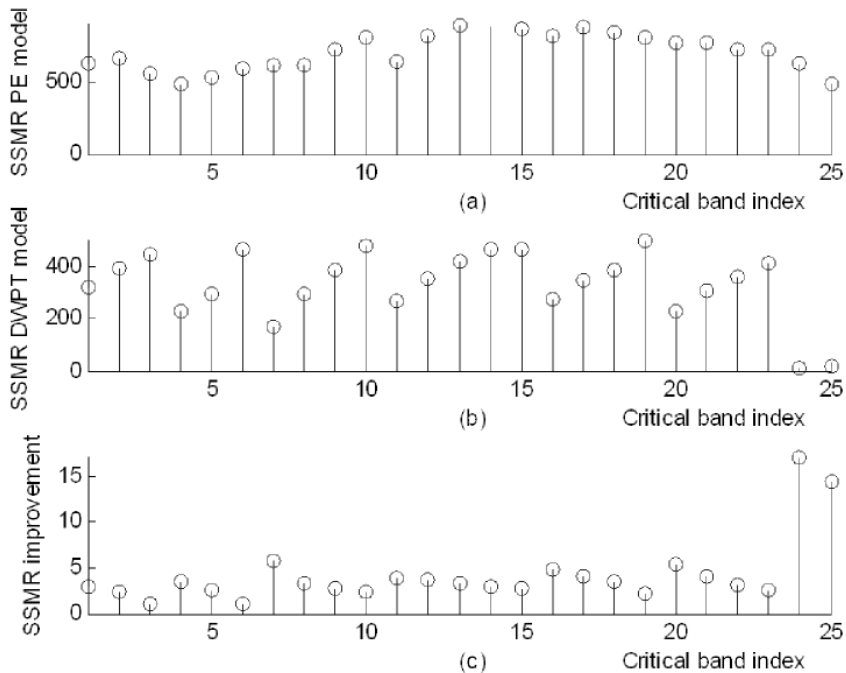 SSMR PE model
500
0
5
10
15
20
25
(a)
Critical band index
SSMR DWPT model
400
200
0
5
10
15
20
25
(b)
Critical band index
SSMR improvement
15
10
5
0
5
10
15
20
25
(c)
Critical band index